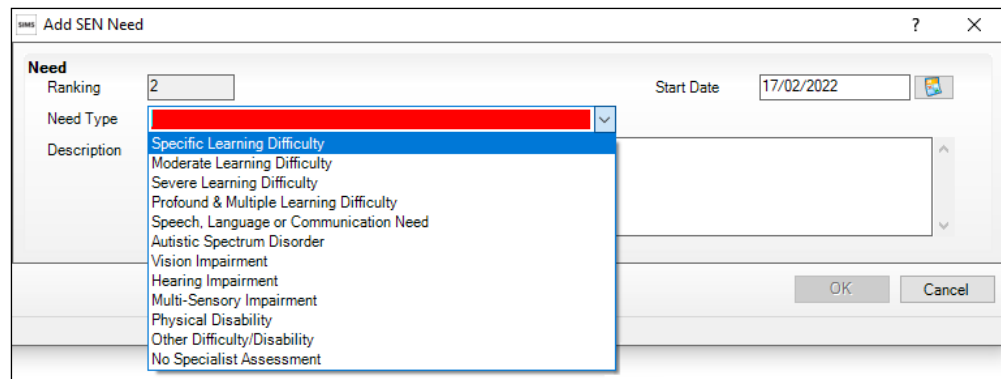 SIMS Add SEN Need ? X
Need
Ranking 2 Start Date 17/02/2022
Need Type
Description
Specific Learning Difficulty
Moderate Learning Difficulty
Severe Learning Difficulty
Profound & Multiple Learning Difficulty
Speech, Language or Communication Need
Autistic Spectrum Disorder
Vision Impairment
Hearing Impairment
Multi-Sensory Impairment
Physical Disability
Other Difficulty/Disability
No Specialist Assessment
OK Cancel